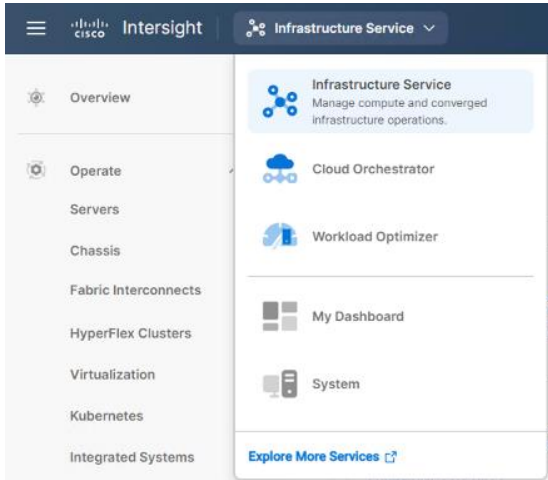 cisco Intersight
Infrastructure Service
Overview
Operate
Servers
Chassis
Fabric Interconnects
HyperFlex Clusters
Virtualization
Kubernetes
Integrated Systems
Infrastructure Service
Manage compute and converged
infrastructure operations.
Cloud Orchestrator
Workload Optimizer
My Dashboard
System
Explore More Services